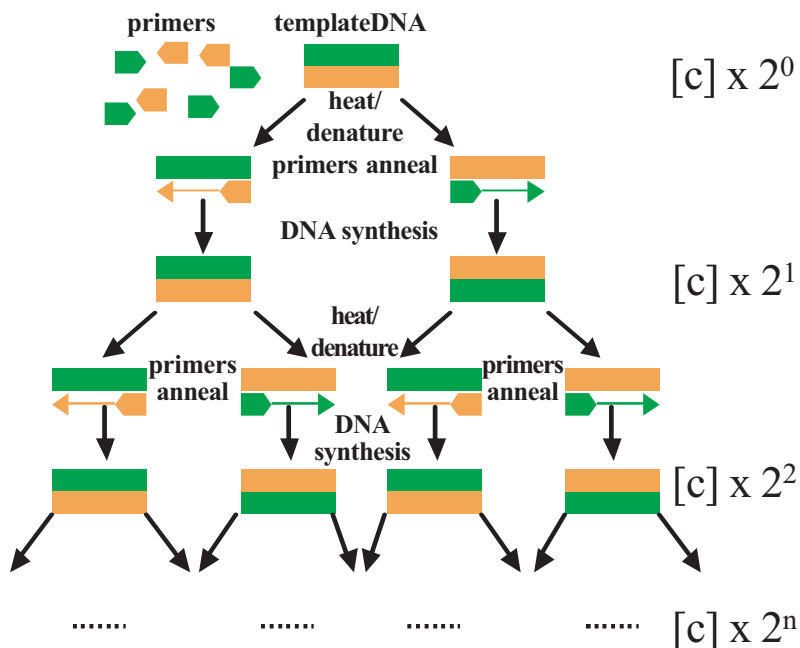 primers
templateDNA
[c] x 2⁰
heat/
denature
primers anneal
DNA synthesis
[c] x 2¹
heat/
denature
primers
anneal
primers
anneal
DNA
synthesis
[c] x 2²
[c] x 2ⁿ